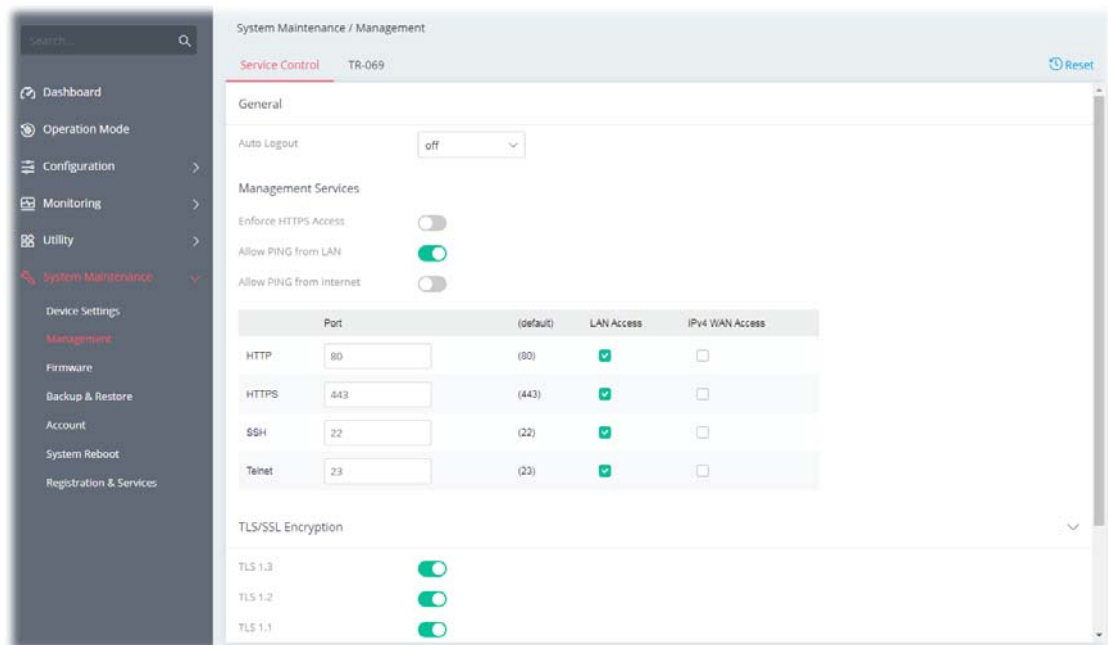 Search...
Dashboard
Operation Mode
Configuration
Monitoring
Utility
System Maintenance
Device Settings
Management
Firmware
Backup & Restore
Account
System Reboot
Registration & Services
System Maintenance / Management
Service Control TR-069 Reset
General
Auto Logout off
Management Services
Enforce HTTPS Access
Allow PING from LAN
Allow PING from Internet
Port (default) LAN Access IPv4 WAN Access
HTTP 80 (80)
HTTPS 443 (443)
SSH 22 (22)
Telnet 23 (23)
TLS/SSL Encryption
TLS 1.3
TLS 1.2
TLS 1.1